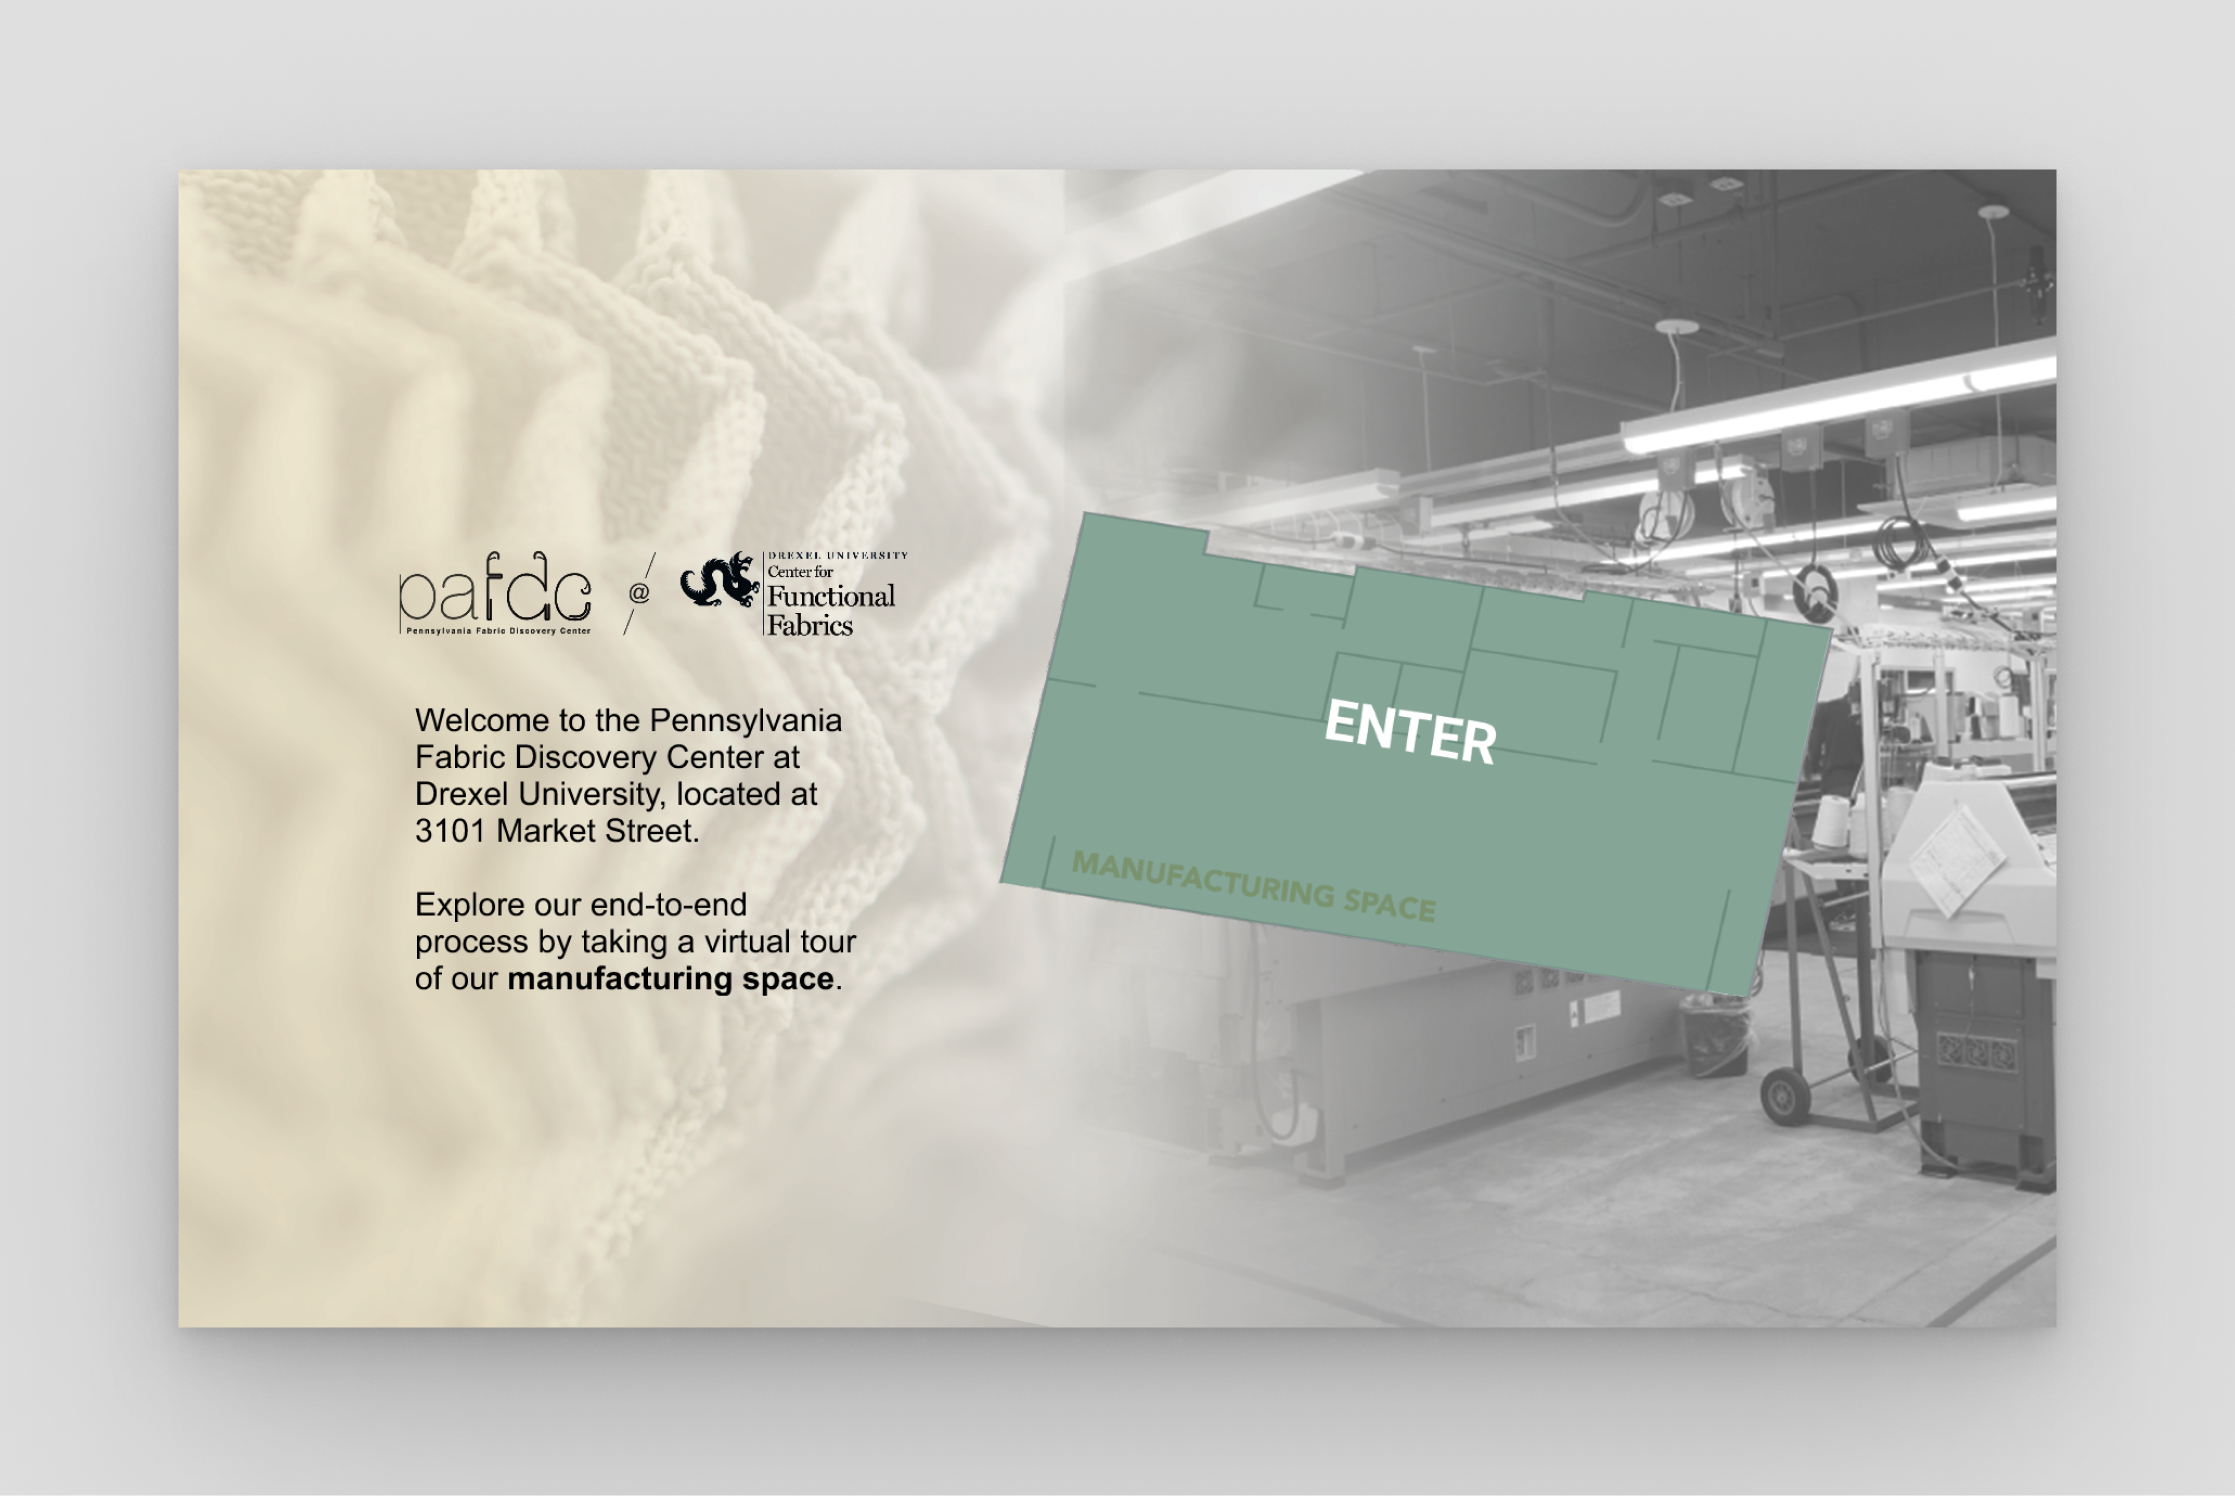 pafdc
Pennsylvania Fabric Discovery Center
@
DREXEL UNIVERSITY
Center for
Functional
Fabrics
Welcome to the Pennsylvania
Fabric Discovery Center at
Drexel University, located at
3101 Market Street.
Explore our end-to-end
process by taking a virtual tour
of our manufacturing space.
ENTER
MANUFACTURING SPACE